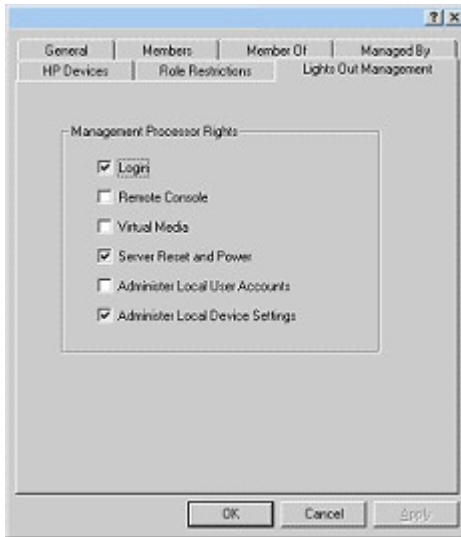 General Members Member Of Managed By
HP Devices Role Restrictions Lights Out Management
Management Processor Rights
Login
Remote Console
Virtual Media
Server Reset and Power
Administer Local User Accounts
Administer Local Device Settings
OK Cancel Apply